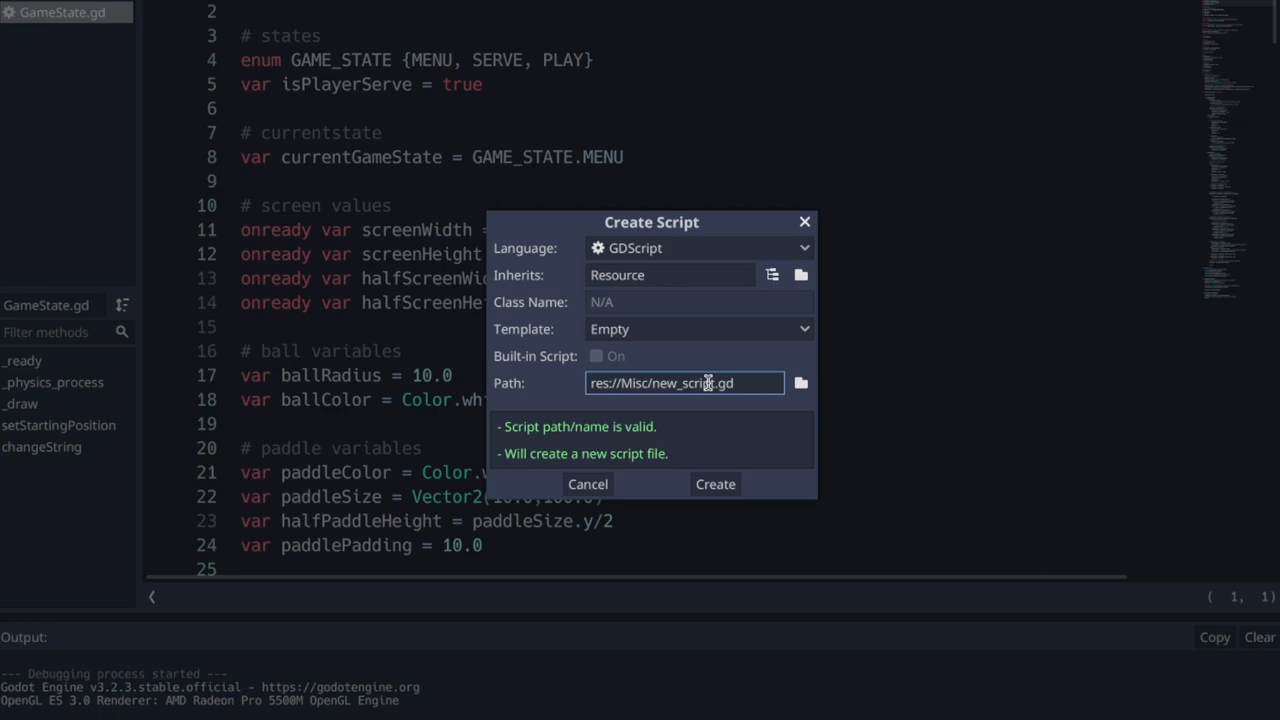 GameState.gd
2
3 # states
4 enum GAME_STATE {MENU, SERVE, PLAY}
5 var isPlayerServe = true
6
7 # currentstate
8 var currentGameState = GAME_STATE.MENU
9
10 # screen values
11 onready var screenWidth =
12 onready var screenHeight
13 onready var halfScreenWi
14 onready var halfScreenHe
15
16 # ball variables
17 var ballRadius = 10.0
18 var ballColor = Color.wh
19
20 # paddle variables
21 var paddleColor = Color.
22 var paddleSize = Vector2(
23 var halfPaddleHeight = paddleSize.y/2
24 var paddlePadding = 10.0
25
GameState.gd
Filter methods
_ready
_physics_process
_draw
setStartingPosition
changeString
Create Script
Language: GDScript
Inherits: Resource
Class Name: N/A
Template: Empty
Built-in Script: On
Path: res://Misc/new_script.gd
- Script path/name is valid.
- Will create a new script file.
Cancel Create
( 1, 1)
Output: Copy Clear
--- Debugging process started ---
Godot Engine v3.2.3.stable.official - https://godotengine.org
OpenGL ES 3.0 Renderer: AMD Radeon Pro 5500M OpenGL Engine